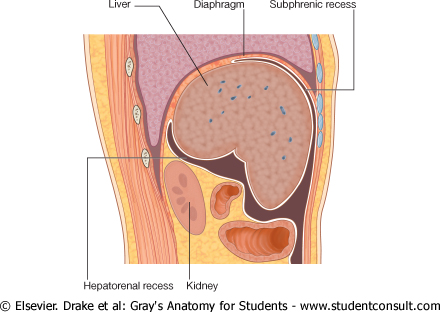 Liver Diaphragm Subphrenic recess
Hepatorenal recess Kidney
© Elsevier. Drake et al: Gray's Anatomy for Students - www.studentconsult.com